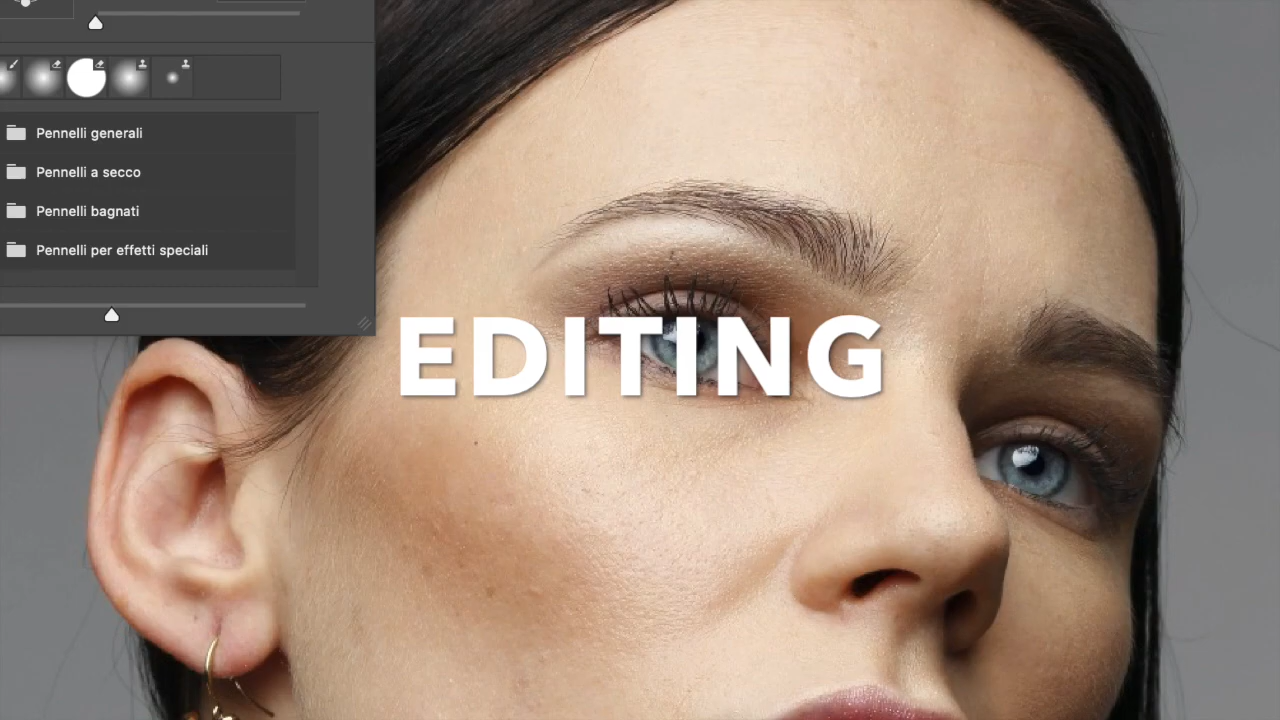 Pennelli generali
Pennelli a secco
Pennelli bagnati
Pennelli per effetti speciali
EDITING